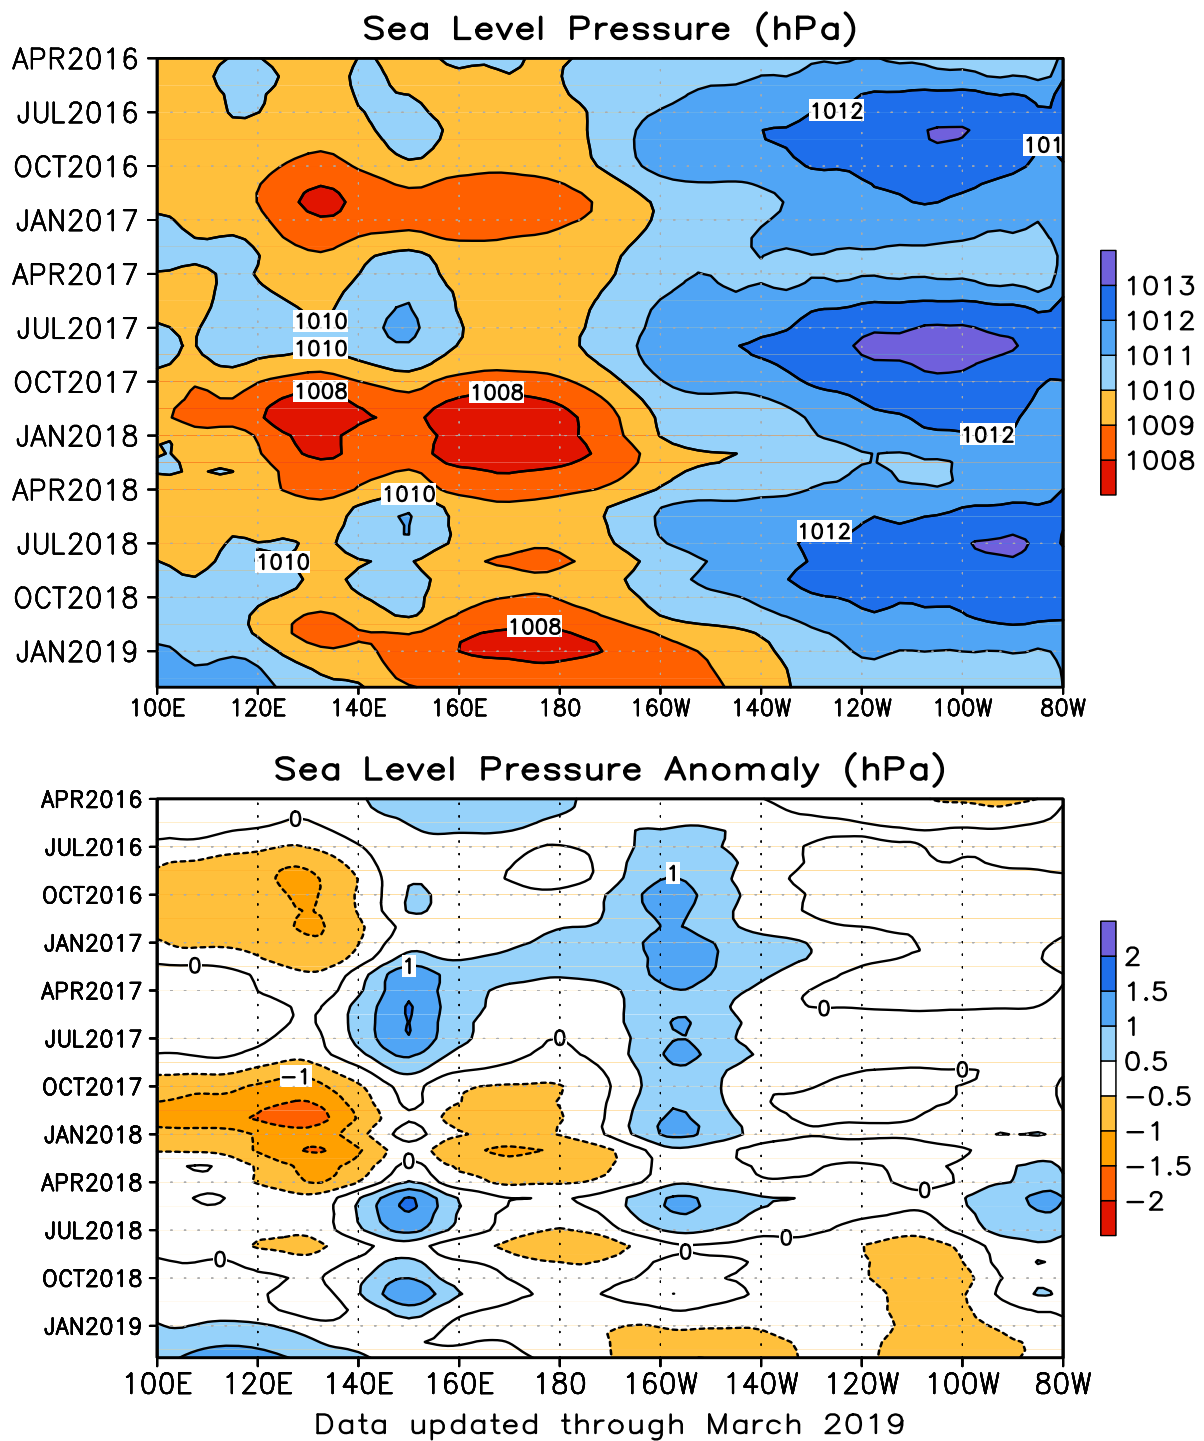 Sea Level Pressure (hPa)
APR2016
JUL2016
OCT2016
JAN2017
APR2017
JUL2017
OCT2017
JAN2018
APR2018
JUL2018
OCT2018
JAN2019
1012
101
1010
1010
1008
1008
1012
1010
1012
1010
1008
100E 120E 140E 160E 180 160W 140W 120W 100W 80W
1013
1012
1011
1010
1009
1008
Sea Level Pressure Anomaly (hPa)
APR2016
JUL2016
OCT2016
JAN2017
APR2017
JUL2017
OCT2017
JAN2018
APR2018
JUL2018
OCT2018
JAN2019
0
1
0
1
0
0
0
-1
0
0
0
0
0
100E 120E 140E 160E 180 160W 140W 120W 100W 80W
2
1.5
1
0.5
-0.5
-1
-1.5
-2
Data updated through March 2019